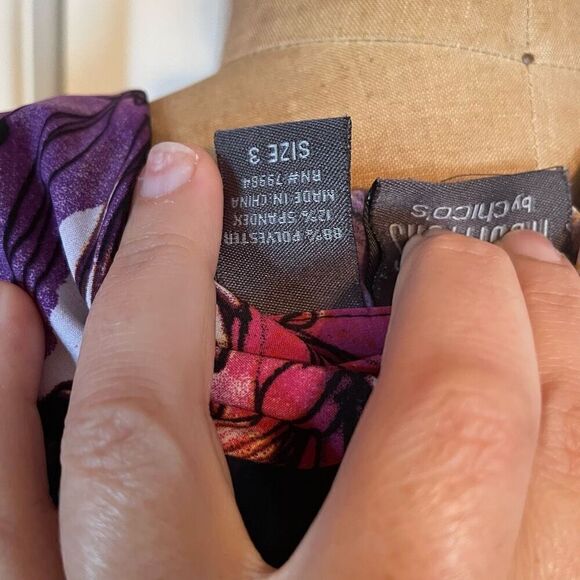 88% POLYESTER
12% SPANDEX
MADE IN CHINA
RN# 79984
SIZE 3
by CHICO'S